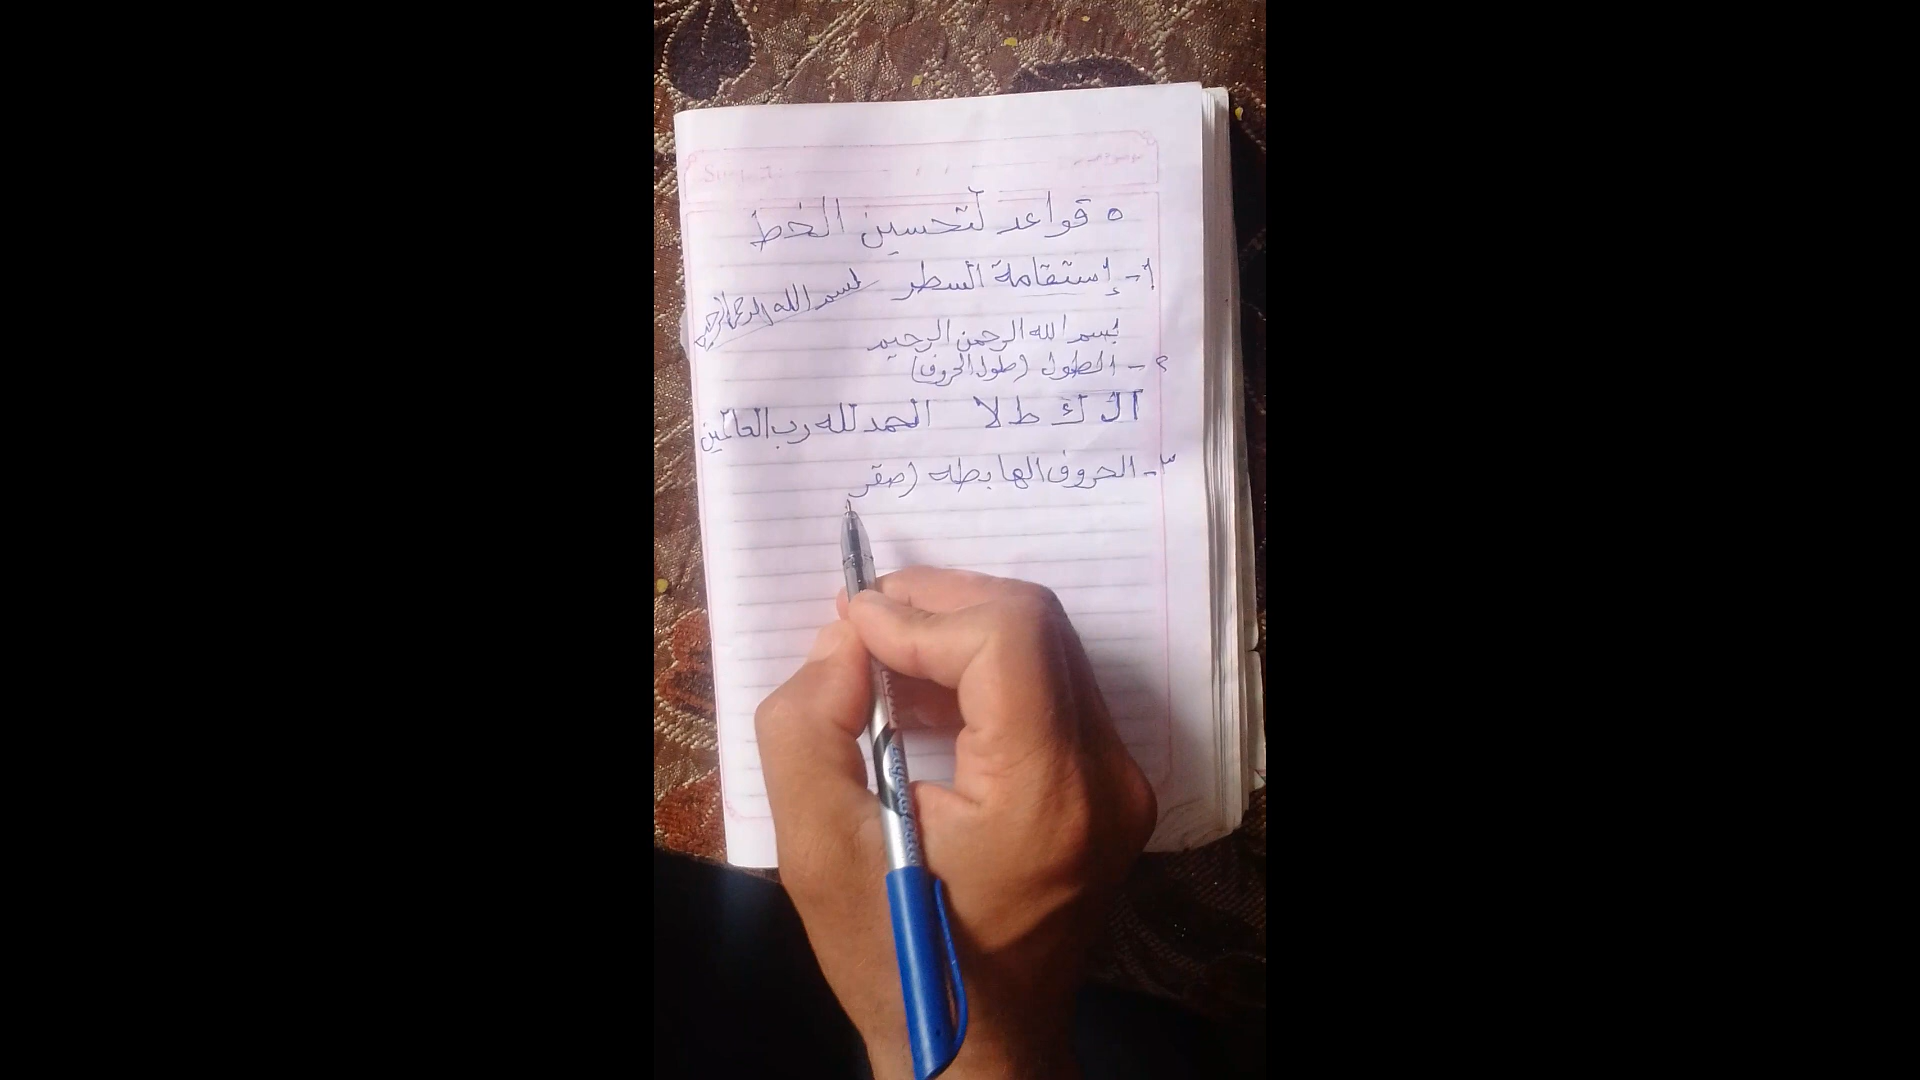 ٥ قواعد لتحسين الخط
١- إستقامة السطر بسم الله الرحمن الرحيم
بسم الله الرحمن الرحيم
٢- الطول (طول الحروف)
ا ل ك ط لا الحمد لله رب العالمين
٣- الحروف الهابطه (صقر